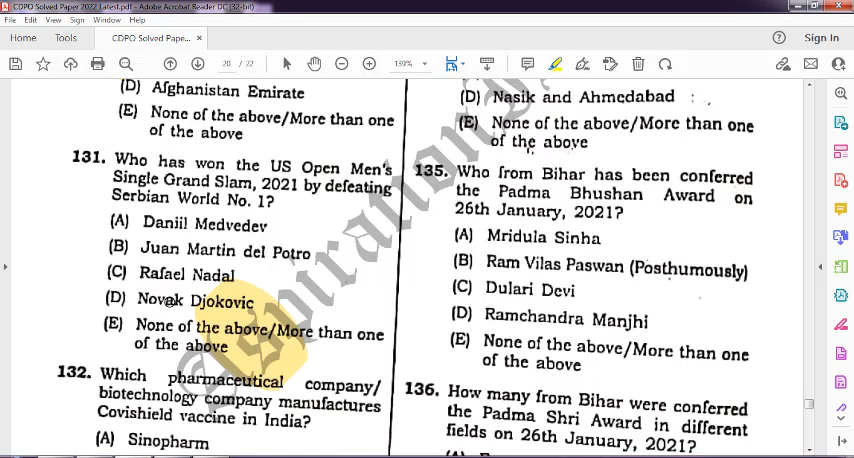 CDPO Solved Paper 2022 Latest.pdf - Adobe Acrobat Reader DC (32-bit)
File Edit View Sign Window Help
Home Tools CDPO Solved Pape... × Sign In
20 / 22 139%
(D) Afghanistan Emirate
(E) None of the above/More than one
of the above
131. Who has won the US Open Men's
Single Grand Slam, 2021 by defeating
Serbian World No. 1?
(A) Daniil Medvedev
(B) Juan Martin del Potro
(C) Rafael Nadal
(D) Novak Djokovic
(E) None of the above/More than one
of the above
132. Which pharmaceutical company/
biotechnology company manufactures
Covishield vaccine in India?
(A) Sinopharm
(D) Nasik and Ahmedabad
(E) None of the above/More than one
of the above
135. Who from Bihar has been conferred
the Padma Bhushan Award on
26th January, 2021?
(A) Mridula Sinha
(B) Ram Vilas Paswan (Posthumously)
(C) Dulari Devi
(D) Ramchandra Manjhi
(E) None of the above/More than one
of the above
136. How many from Bihar were conferred
the Padma Shri Award in different
fields on 26th January, 2021?